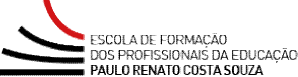 ESCOLA DE FORMAÇÃO
DOS PROFISSIONAIS DA EDUCAÇÃO
PAULO RENATO COSTA SOUZA